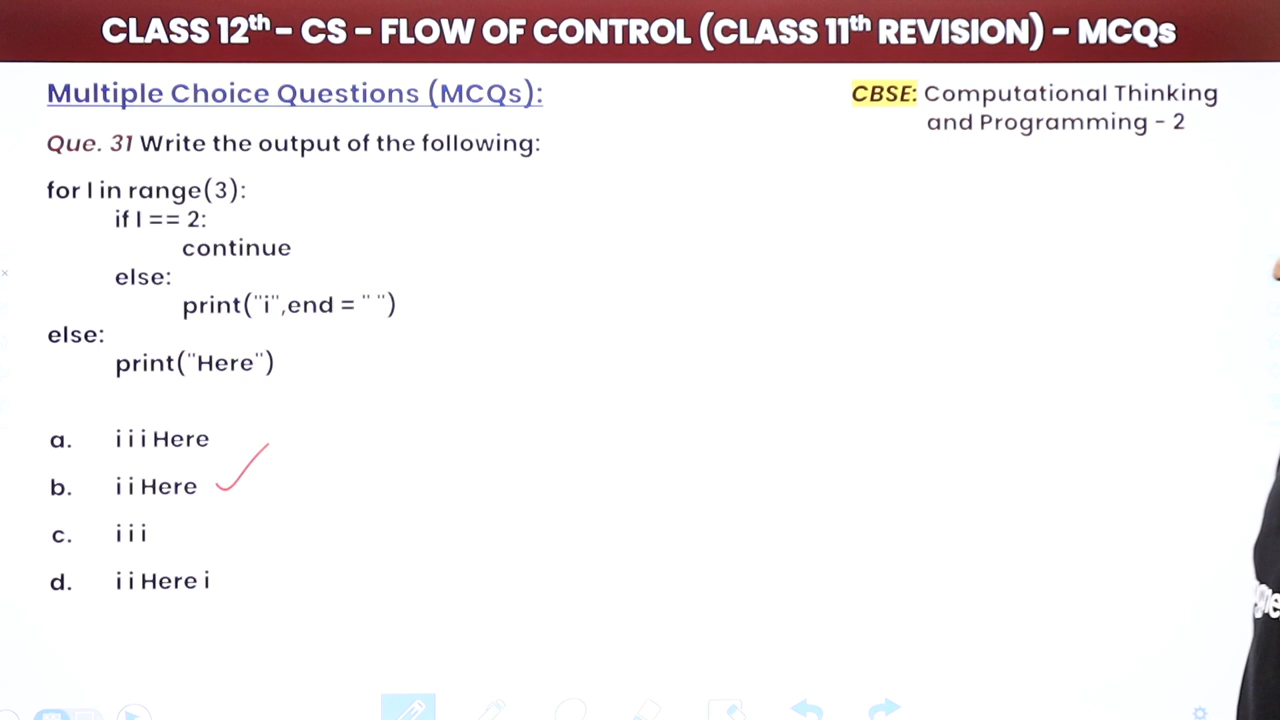 CLASS 12th – CS – FLOW OF CONTROL (CLASS 11th REVISION) – MCQs
Multiple Choice Questions (MCQs):
CBSE: Computational Thinking
and Programming - 2
Que. 31 Write the output of the following:
for I in range(3):
if I == 2:
continue
else:
print("i",end = " ")
else:
print("Here")
a. i i i Here
b. i i Here
c. i i i
d. i i Here i